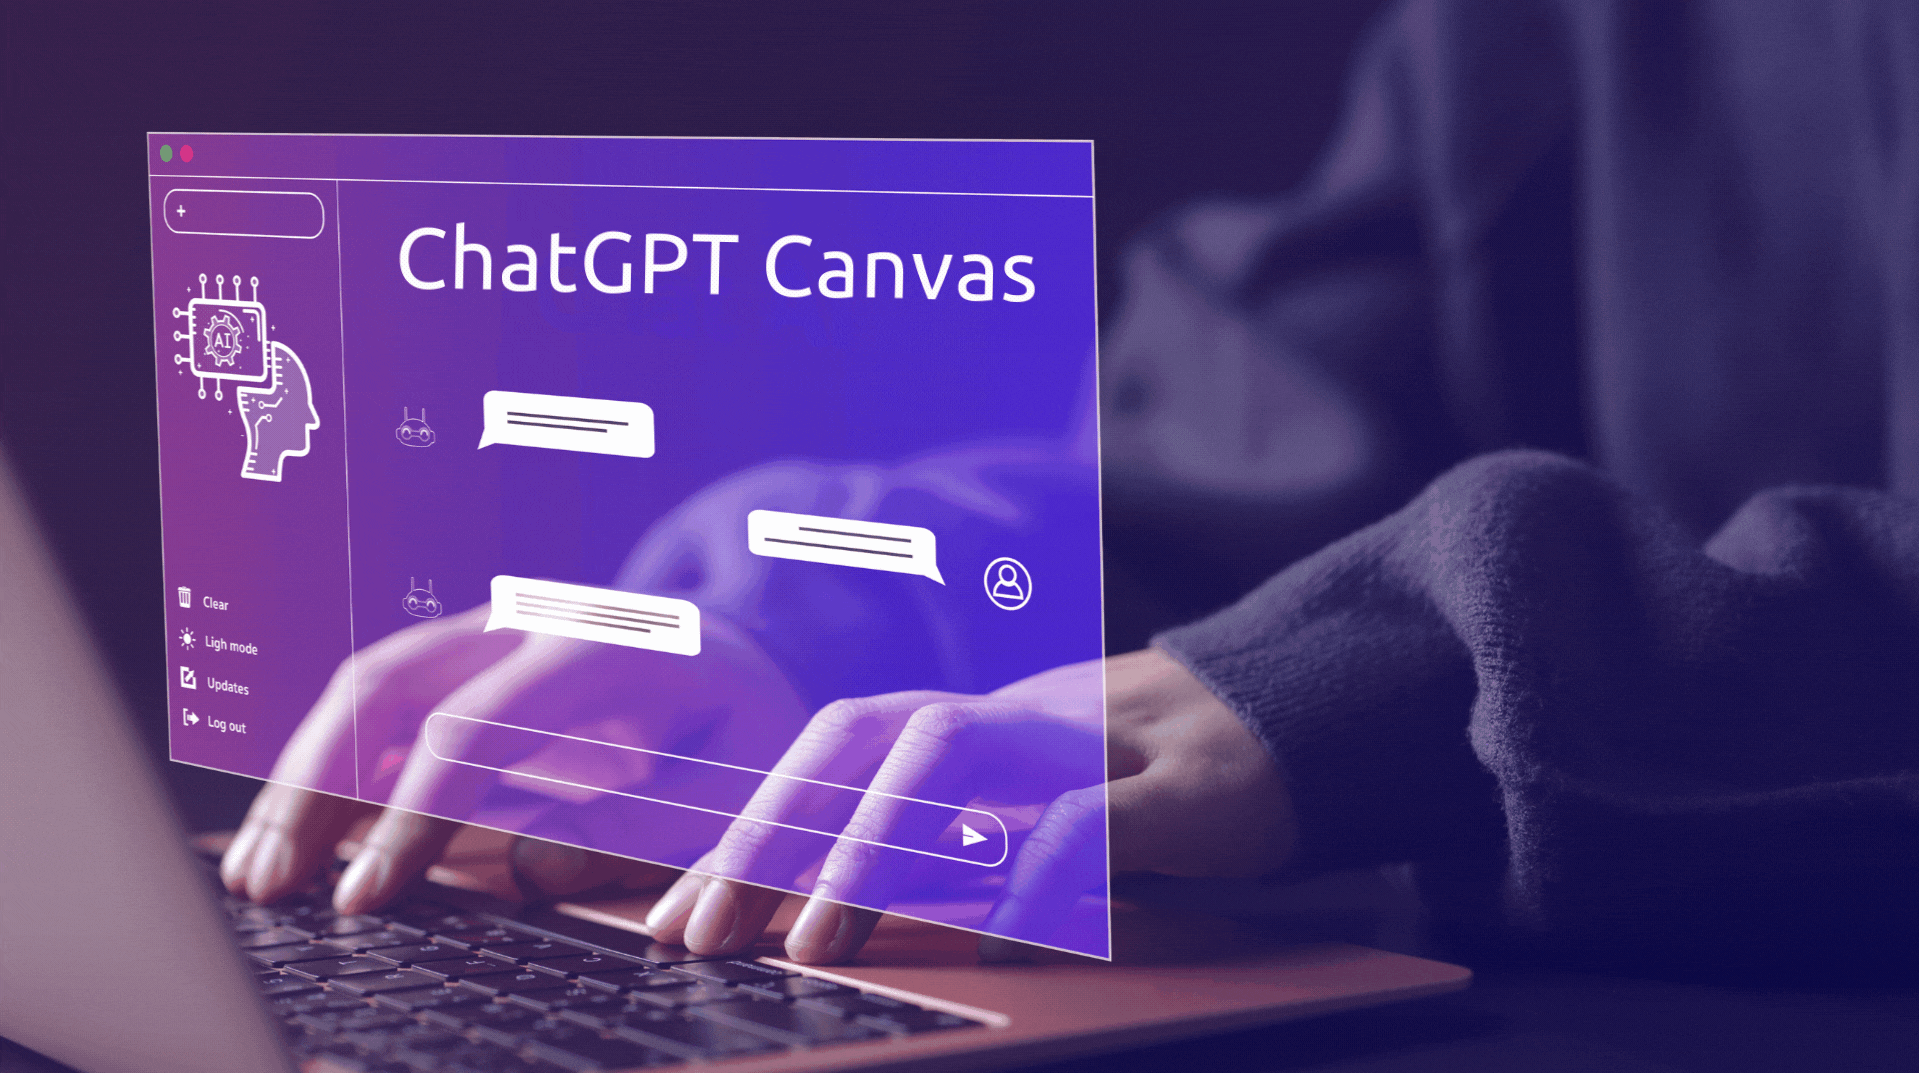 +
ChatGPT Canvas
AI
Clear
Ligh mode
Updates
Log out